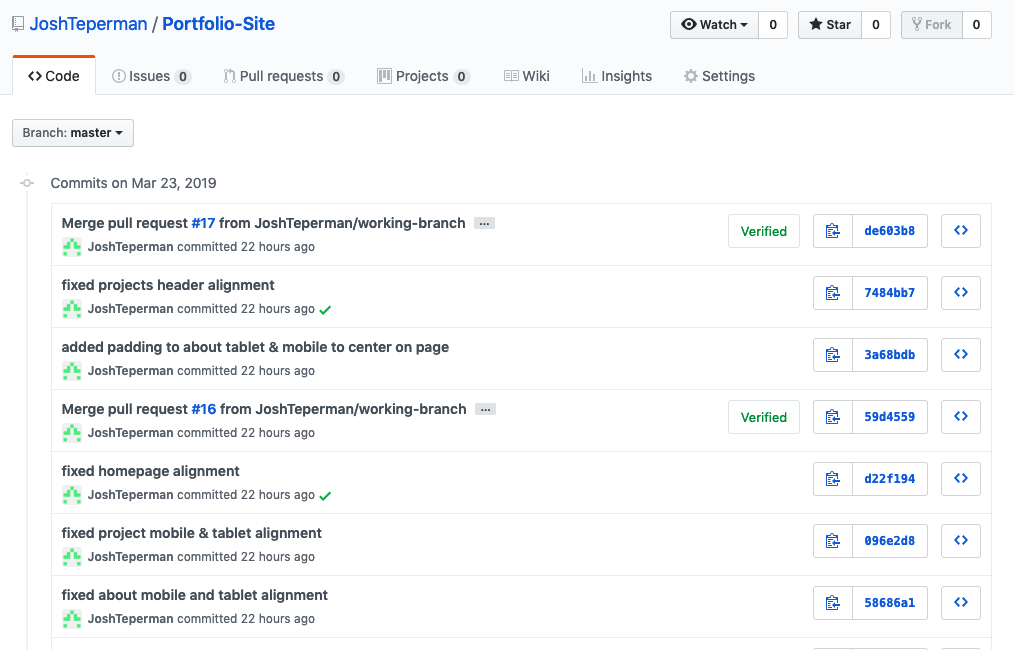 JoshTeperman / Portfolio-Site
Watch 0 Star 0 Fork 0
Code Issues 0 Pull requests 0 Projects 0 Wiki Insights Settings
Branch: master
Commits on Mar 23, 2019
Merge pull request #17 from JoshTeperman/working-branch …
JoshTeperman committed 22 hours ago
Verified de603b8
fixed projects header alignment
JoshTeperman committed 22 hours ago
7484bb7
added padding to about tablet & mobile to center on page
JoshTeperman committed 22 hours ago
3a68bdb
Merge pull request #16 from JoshTeperman/working-branch …
JoshTeperman committed 22 hours ago
Verified 59d4559
fixed homepage alignment
JoshTeperman committed 22 hours ago
d22f194
fixed project mobile & tablet alignment
JoshTeperman committed 22 hours ago
096e2d8
fixed about mobile and tablet alignment
JoshTeperman committed 22 hours ago
58686a1